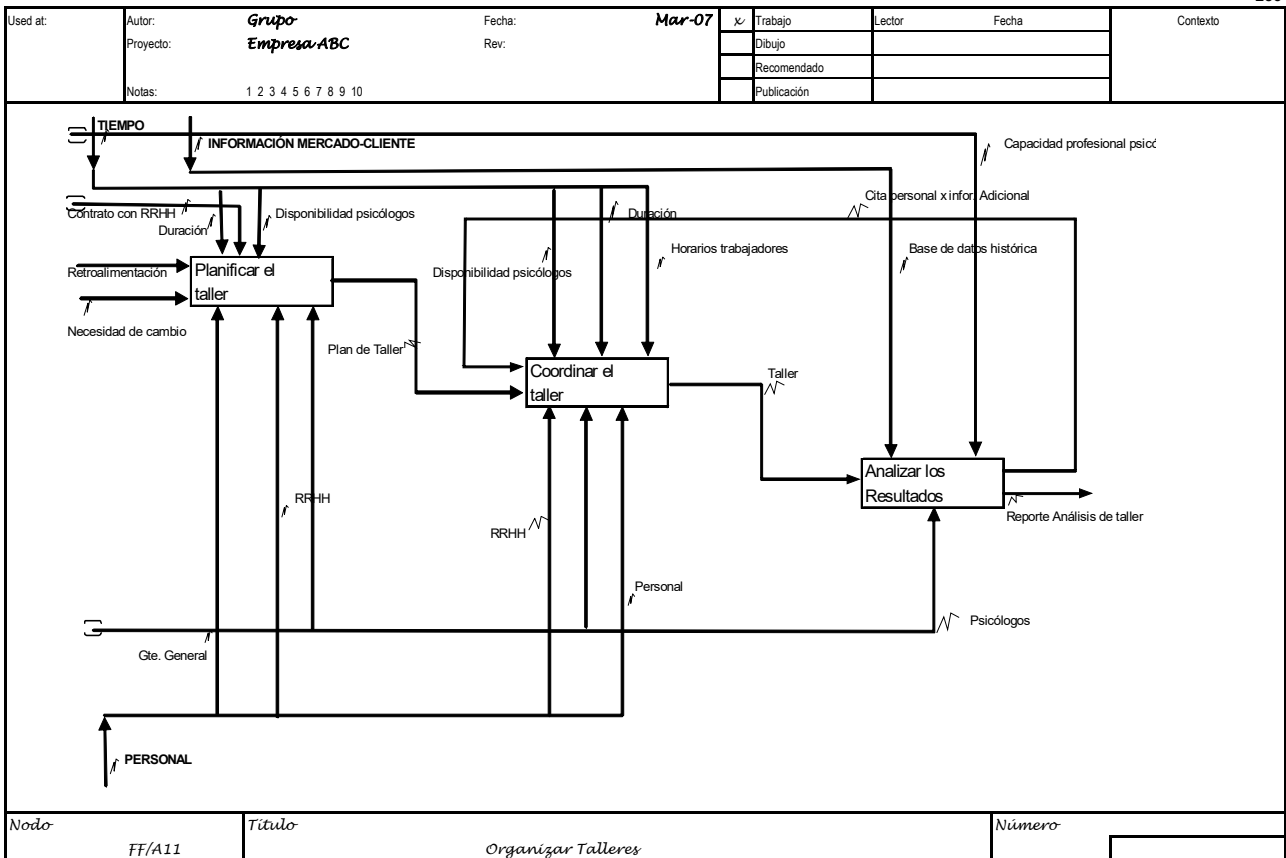 Used at:
Autor:
Grupo
Fecha:
Mar-07
x
Trabajo
Lector
Fecha
Contexto
Proyecto:
Empresa ABC
Rev:
Dibujo
Recomendado
Notas:
1 2 3 4 5 6 7 8 9 10
Publicación
TIEMPO
INFORMACIÓN MERCADO-CLIENTE
Capacidad profesional psicó
Cita personal x infor. Adicional
Contrato con RRHH
Duración
Disponibilidad psicólogos
Duración
Horarios trabajadores
Base de datos histórica
Retroalimentación
Planificar el
taller
Disponibilidad psicólogos
Necesidad de cambio
Plan de Taller
Coordinar el
taller
Taller
Analizar los
Resultados
RRHH
Reporte Análisis de taller
RRHH
Personal
Psicólogos
Gte. General
PERSONAL
Nodo
Título
Número
FF/A11
Organizar Talleres